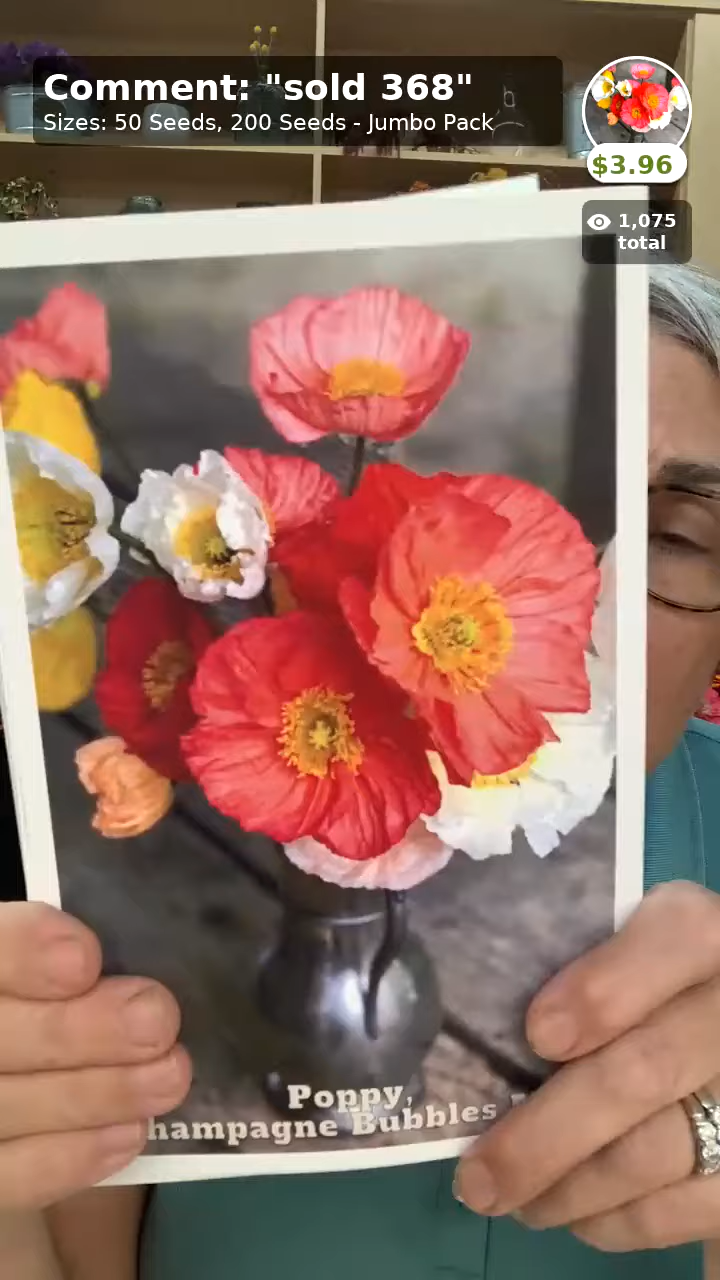 Comment: "sold 368"
Sizes: 50 Seeds, 200 Seeds - Jumbo Pack
$3.96
1,075
total
Poppy,
hampagne Bubbles